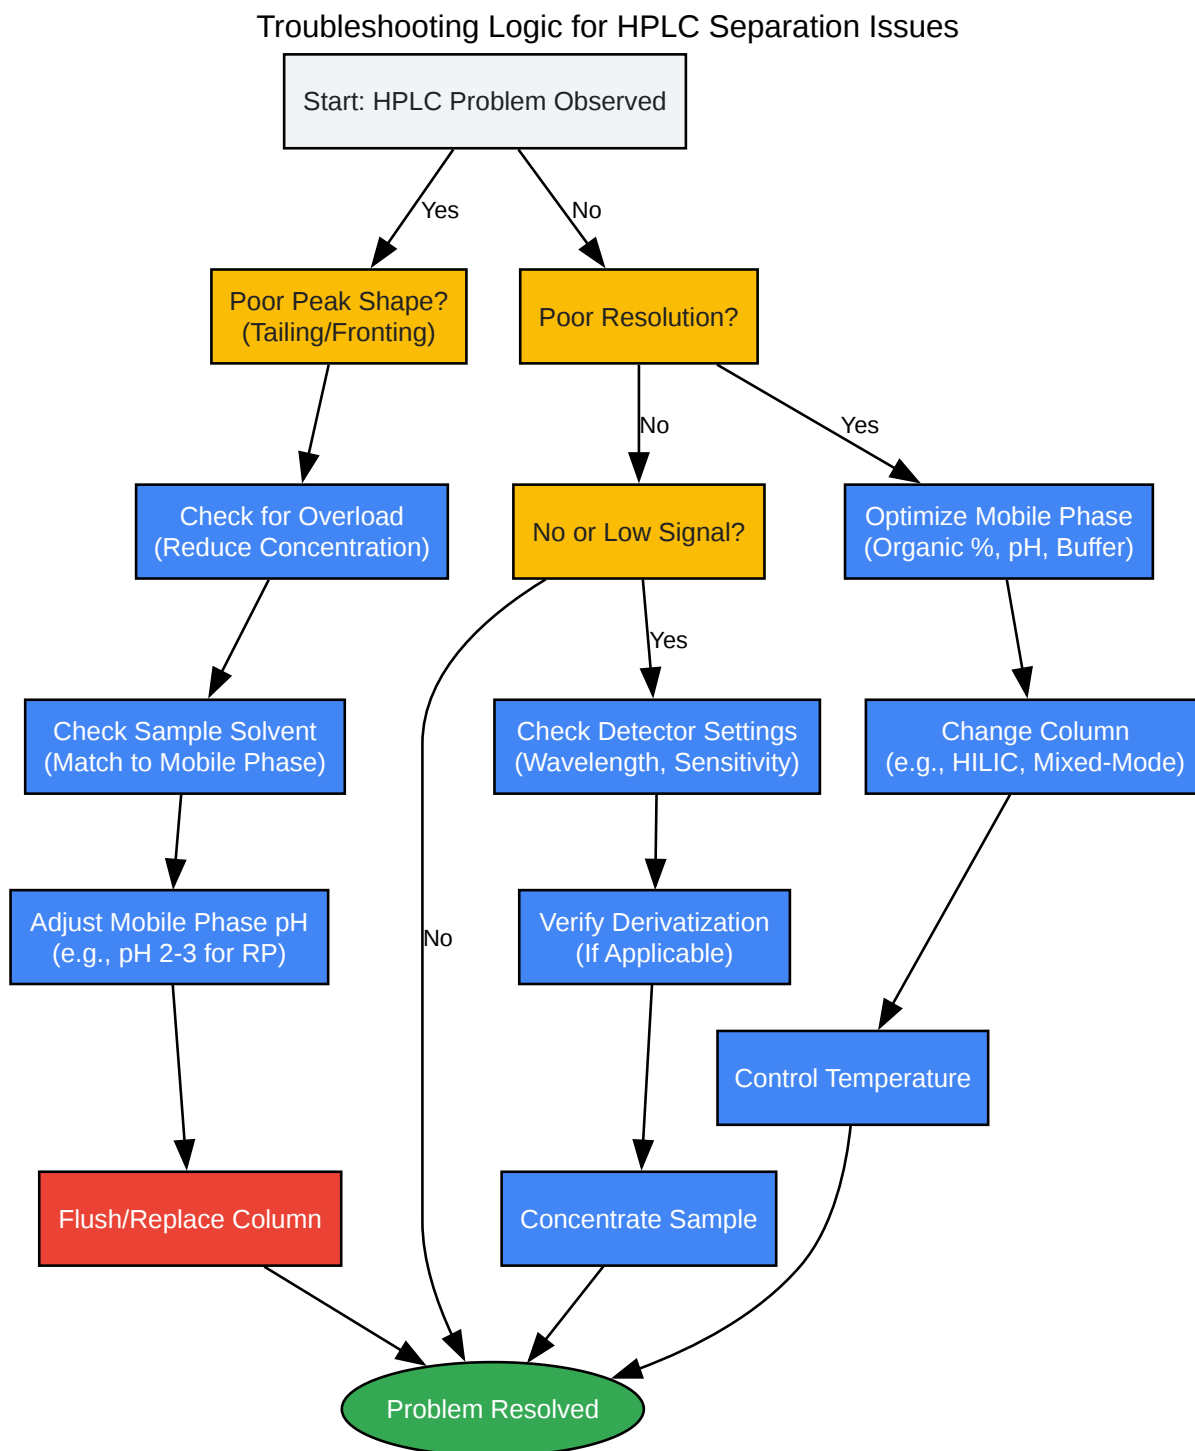 Troubleshooting Logic for HPLC Separation Issues
Start: HPLC Problem Observed
Yes
No
Poor Peak Shape?
(Tailing/Fronting)
Poor Resolution?
No
Yes
Check for Overload
(Reduce Concentration)
No or Low Signal?
Optimize Mobile Phase
(Organic %, pH, Buffer)
Yes
Check Sample Solvent
(Match to Mobile Phase)
Check Detector Settings
(Wavelength, Sensitivity)
Change Column
(e.g., HILIC, Mixed-Mode)
Adjust Mobile Phase pH
(e.g., pH 2-3 for RP)
No
Verify Derivatization
(If Applicable)
Control Temperature
Flush/Replace Column
Concentrate Sample
Problem Resolved